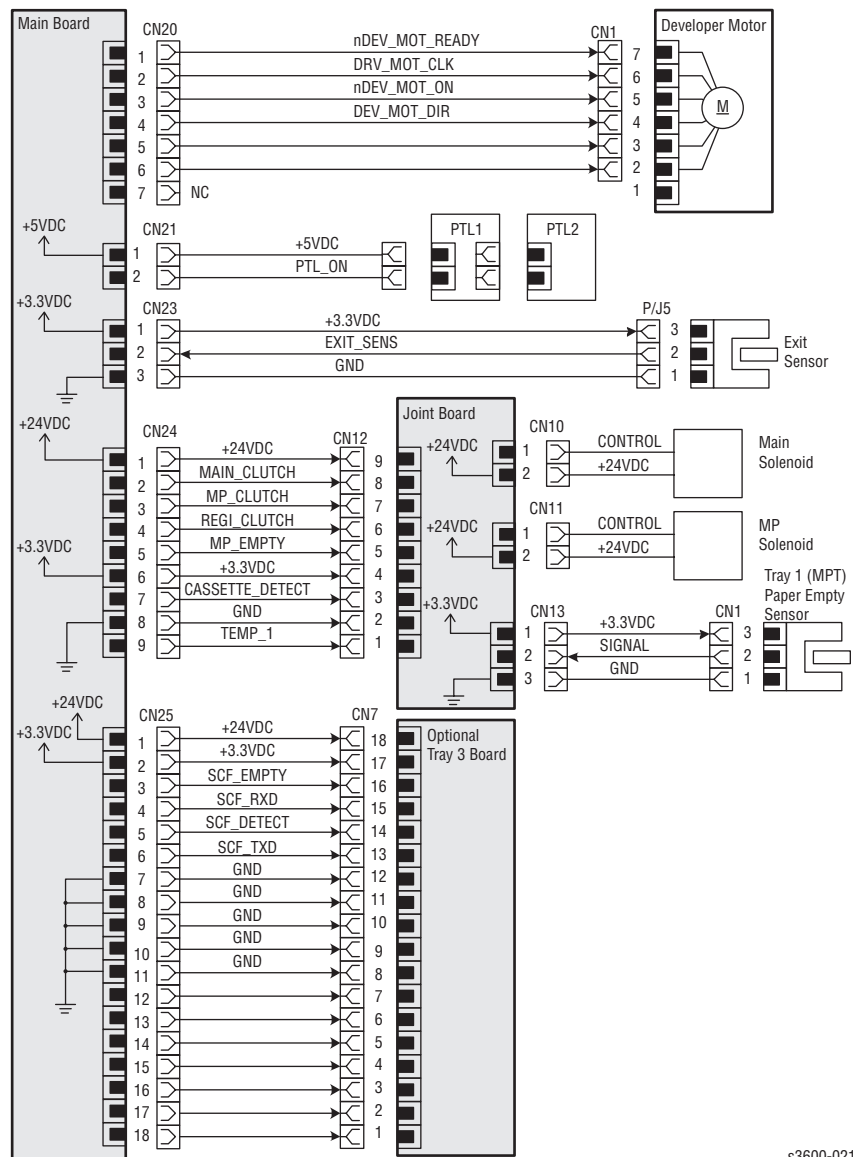 Main Board
CN20
nDEV_MOT_READY
CN1
Developer Motor
1
7
DRV_MOT_CLK
2
6
nDEV_MOT_ON
3
5
M
DEV_MOT_DIR
4
4
5
3
6
2
7
NC
1
+5VDC
CN21
PTL1
PTL2
1
+5VDC
2
PTL_ON
+3.3VDC
CN23
P/J5
1
+3.3VDC
3
2
EXIT_SENS
2
Exit
Sensor
3
GND
1
+24VDC
CN24
CN12
Joint Board
1
+24VDC
9
2
MAIN_CLUTCH
8
3
MP_CLUTCH
7
4
REGI_CLUTCH
6
+3.3VDC
5
MP_EMPTY
5
6
+3.3VDC
4
7
CASSETTE_DETECT
3
8
GND
2
9
TEMP_1
1
+24VDC
CN10
1
CONTROL
2
+24VDC
Main
Solenoid
+24VDC
CN11
1
CONTROL
2
+24VDC
MP
Solenoid
Tray 1 (MPT)
Paper Empty
Sensor
+3.3VDC
CN13
CN1
1
+3.3VDC
3
2
SIGNAL
2
3
GND
1
+24VDC
+3.3VDC
CN25
CN7
Optional
Tray 3 Board
1
+24VDC
18
2
+3.3VDC
17
3
SCF_EMPTY
16
4
SCF_RXD
15
5
SCF_DETECT
14
6
SCF_TXD
13
7
GND
12
8
GND
11
9
GND
10
10
GND
9
11
GND
8
12
7
13
6
14
5
15
4
16
3
17
2
18
1
s3600-021